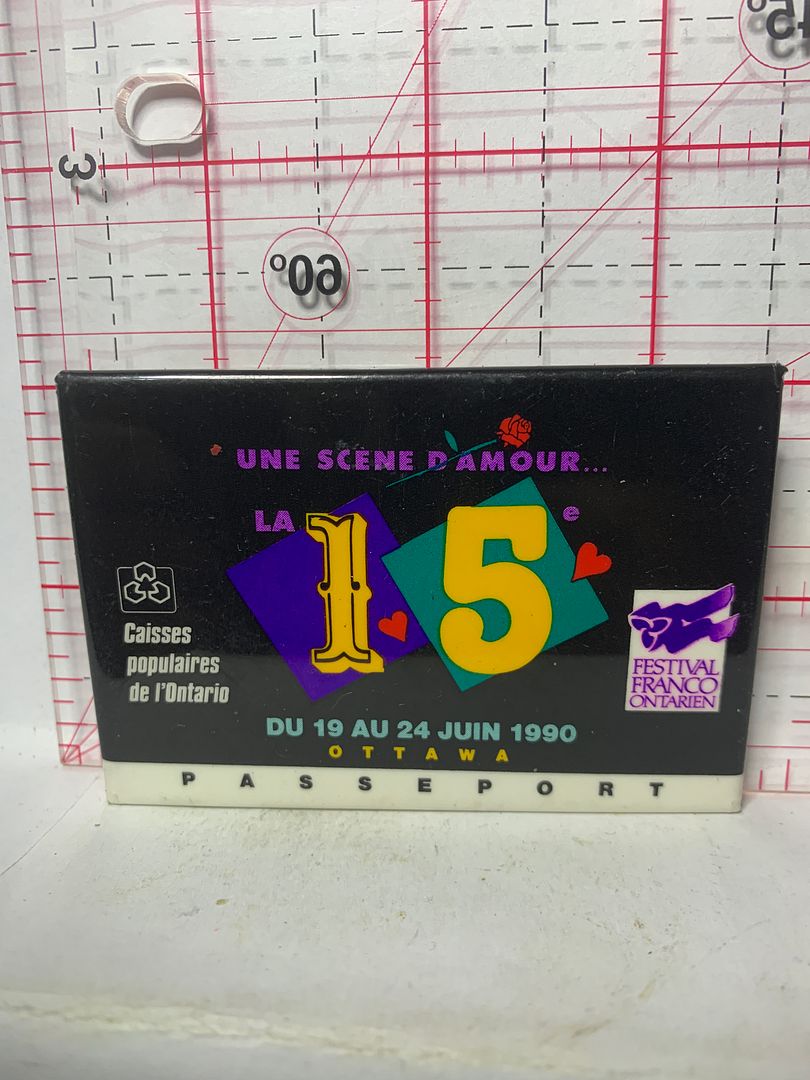 45°
3
60°
UNE SCENE D'AMOUR...
LA 15e
Caisses
populaires
de l'Ontario
FESTIVAL
FRANCO
ONTARIEN
DU 19 AU 24 JUIN 1990
OTTAWA
PASSEPORT